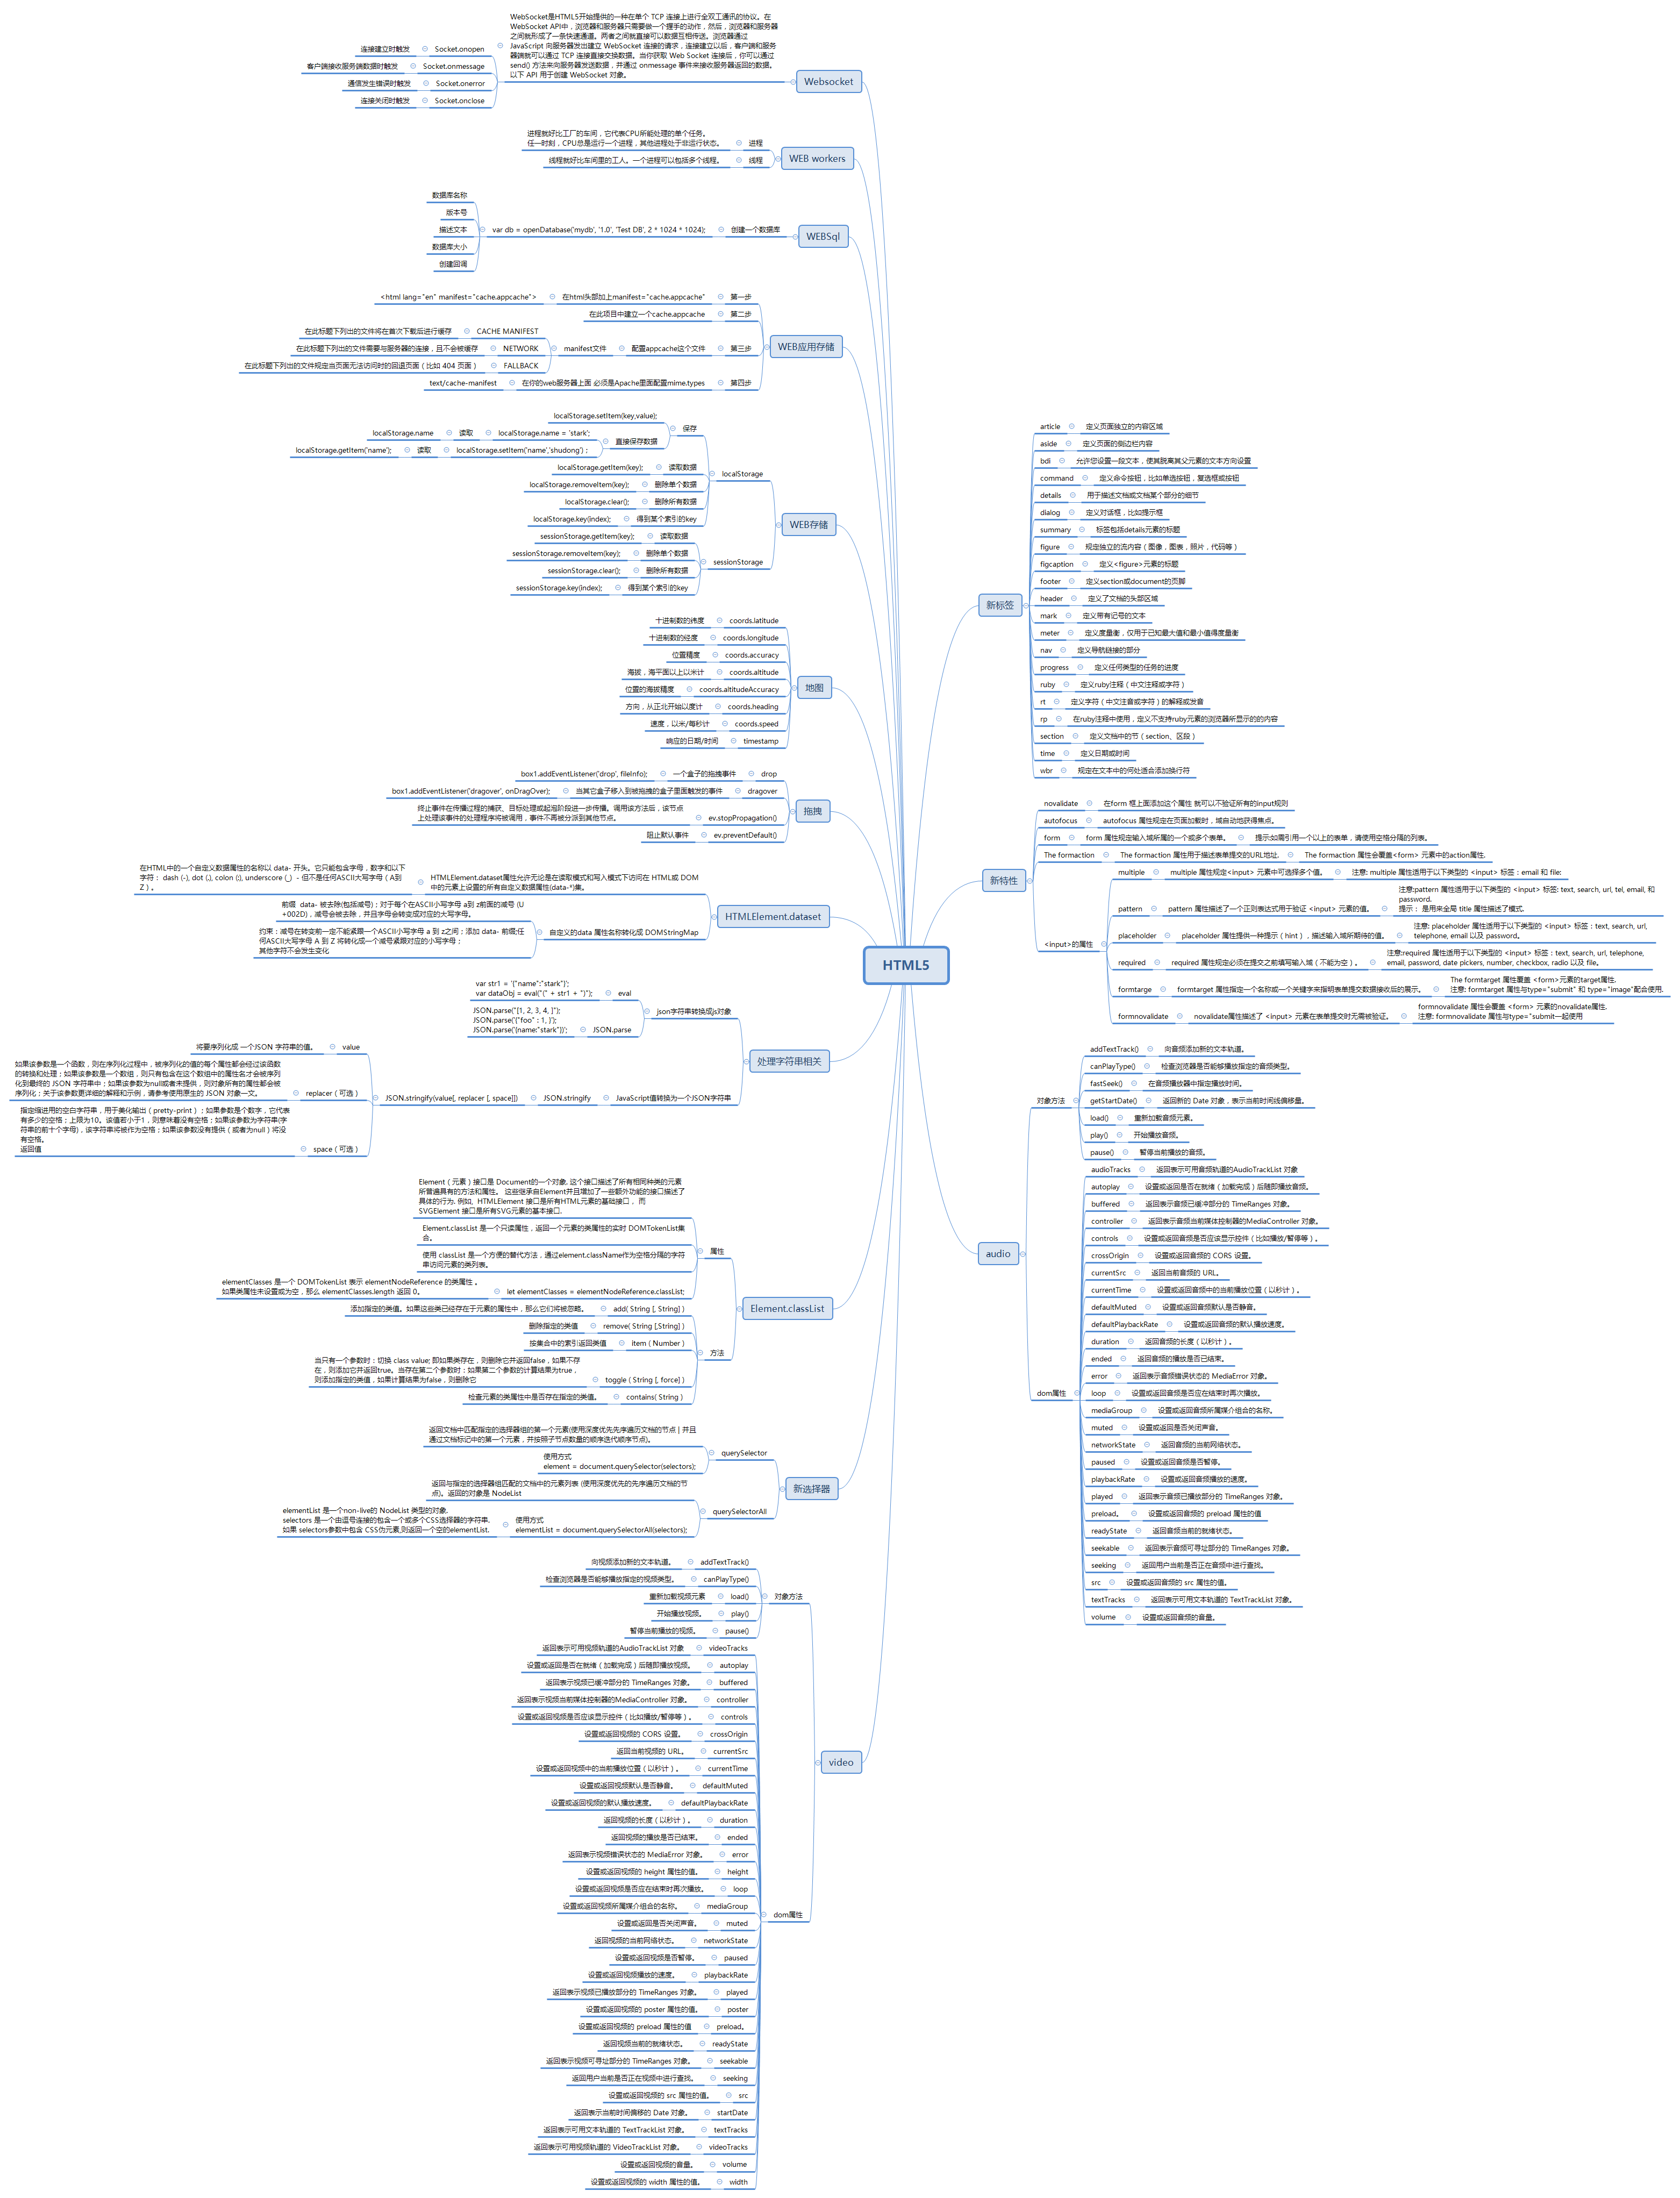 HTML5
Websocket
WebSocket是HTML5开始提供的一种在单个 TCP 连接上进行全双工通讯的协议。在
WebSocket API中，浏览器和服务器只需要做一个握手的动作，然后，浏览器和服务器
之间就形成了一条快速通道。两者之间就直接可以数据互相传送。浏览器通过
JavaScript 向服务器发出建立 WebSocket 连接的请求，连接建立以后，客户端和服务
器端就可以通过 TCP 连接直接交换数据。当你获取 Web Socket 连接后，你可以通过
send() 方法来向服务器发送数据，并通过 onmessage 事件来接收服务器返回的数据。
以下 API 用于创建 WebSocket 对象。
Socket.onopen
连接建立时触发
Socket.onmessage
客户端接收服务端数据时触发
Socket.onerror
通信发生错误时触发
Socket.onclose
连接关闭时触发
WEB workers
进程
进程就好比工厂的车间，它代表CPU所能处理的单个任务。
任一时刻，CPU总是运行一个进程，其他进程处于非运行状态。
线程
线程就好比车间里的工人。一个进程可以包括多个线程。
WEBSql
创建一个数据库
var db = openDatabase('mydb', '1.0', 'Test DB', 2 * 1024 * 1024);
数据库名称
版本号
描述文本
数据库大小
创建回调
WEB应用存储
第一步
在html头部加上manifest="cache.appcache"
<html lang="en" manifest="cache.appcache">
第二步
在此项目中建立一个cache.appcache
第三步
配置appcache这个文件
manifest文件
CACHE MANIFEST
在此标题下列出的文件将在首次下载后进行缓存
NETWORK
在此标题下列出的文件需要与服务器的连接，且不会被缓存
FALLBACK
在此标题下列出的文件规定当页面无法访问时的回退页面（比如 404 页面）
第四步
在你的web服务器上面 必须是Apache里面配置mime.types
text/cache-manifest
WEB存储
localStorage
保存
localStorage.setItem(key,value);
直接保存数据
localStorage.name = 'stark';
读取
localStorage.name
localStorage.setItem('name','shudong')；
读取
localStorage.getItem('name');
读取数据
localStorage.getItem(key);
删除单个数据
localStorage.removeItem(key);
删除所有数据
localStorage.clear();
得到某个索引的key
localStorage.key(index);
sessionStorage
读取数据
sessionStorage.getItem(key);
删除单个数据
sessionStorage.removeItem(key);
删除所有数据
sessionStorage.clear();
得到某个索引的key
sessionStorage.key(index);
地图
coords.latitude
十进制数的纬度
coords.longitude
十进制数的经度
coords.accuracy
位置精度
coords.altitude
海拔，海平面以上以米计
coords.altitudeAccuracy
位置的海拔精度
coords.heading
方向，从正北开始以度计
coords.speed
速度，以米/每秒计
timestamp
响应的日期/时间
拖拽
drop
一个盒子的拖拽事件
box1.addEventListener('drop', fileInfo);
dragover
当其它盒子移入到被拖拽的盒子里面触发的事件
box1.addEventListener('dragover', onDragOver);
ev.stopPropagation()
终止事件在传播过程的捕获、目标处理或起泡阶段进一步传播。调用该方法后，该节点
上处理该事件的处理程序将被调用，事件不再被分派到其他节点。
ev.preventDefault()
阻止默认事件
HTMLElement.dataset
HTMLElement.dataset属性允许无论是在读取模式和写入模式下访问在 HTML或 DOM
中的元素上设置的所有自定义数据属性(data-*)集。
在HTML中的一个自定义数据属性的名称以 data- 开头。它只能包含字母，数字和以下
字符： dash (-), dot (.), colon (:), underscore (_) - 但不是任何ASCII大写字母（A到
Z）。
自定义的data 属性名称转化成 DOMStringMap
前缀 data- 被去除(包括减号)；对于每个在ASCII小写字母 a到 z前面的减号 (U
+002D)，减号会被去除，并且字母会转变成对应的大写字母。
约束：减号在转变前一定不能紧跟一个ASCII小写字母 a 到 z之间；添加 data- 前缀;任
何ASCII大写字母 A 到 Z 将转化成一个减号紧跟对应的小写字母；
其他字符不会发生变化
处理字符串相关
json字符串转换成js对象
eval
var str1 = '{"name":"stark"}';
var dataObj = eval("(" + str1 + ")");
JSON.parse
JSON.parse("[1, 2, 3, 4, ]");
JSON.parse('{"foo" : 1, }');
JSON.parse('{name:"stark"}');
JavaScript值转换为一个JSON字符串
JSON.stringify
JSON.stringify(value[, replacer [, space]])
value
将要序列化成 一个JSON 字符串的值。
replacer（可选）
如果该参数是一个函数，则在序列化过程中，被序列化的值的每个属性都会经过该函数
的转换和处理；如果该参数是一个数组，则只有包含在这个数组中的属性名才会被序列
化到最终的 JSON 字符串中；如果该参数为null或者未提供，则对象所有的属性都会被
序列化；关于该参数更详细的解释和示例，请参考使用原生的 JSON 对象一文。
space（可选）
指定缩进用的空白字符串，用于美化输出（pretty-print）；如果参数是个数字，它代表
有多少的空格；上限为10。该值若小于1，则意味着没有空格；如果该参数为字符串(字
符串的前十个字母)，该字符串将被作为空格；如果该参数没有提供（或者为null）将没
有空格。
返回值
Element.classList
属性
Element（元素）接口是 Document的一个对象. 这个接口描述了所有相同种类的元素
所普遍具有的方法和属性。 这些继承自Element并且增加了一些额外功能的接口描述了
具体的行为. 例如, HTMLElement 接口是所有HTML元素的基础接口， 而
SVGElement 接口是所有SVG元素的基本接口.
Element.classList 是一个只读属性，返回一个元素的类属性的实时 DOMTokenList集
合。
使用 classList 是一个方便的替代方法，通过element.className作为空格分隔的字符
串访问元素的类列表。
let elementClasses = elementNodeReference.classList;
elementClasses 是一个 DOMTokenList 表示 elementNodeReference 的类属性 。
如果类属性未设置或为空，那么 elementClasses.length 返回 0。
方法
add( String [, String] )
添加指定的类值。如果这些类已经存在于元素的属性中，那么它们将被忽略。
remove( String [,String] )
删除指定的类值
item ( Number )
按集合中的索引返回类值
toggle ( String [, force] )
当只有一个参数时：切换 class value; 即如果类存在，则删除它并返回false，如果不存
在，则添加它并返回true。当存在第二个参数时：如果第二个参数的计算结果为true，
则添加指定的类值，如果计算结果为false，则删除它
contains( String )
检查元素的类属性中是否存在指定的类值。
新选择器
querySelector
返回文档中匹配指定的选择器组的第一个元素(使用深度优先先序遍历文档的节点 | 并且
通过文档标记中的第一个元素，并按照子节点数量的顺序迭代顺序节点)。
使用方式
element = document.querySelector(selectors);
querySelectorAll
返回与指定的选择器组匹配的文档中的元素列表 (使用深度优先的先序遍历文档的节
点)。返回的对象是 NodeList
使用方式
elementList = document.querySelectorAll(selectors);
elementList 是一个non-live的 NodeList 类型的对象.
selectors 是一个由逗号连接的包含一个或多个CSS选择器的字符串.
如果 selectors参数中包含 CSS伪元素,则返回一个空的elementList.
video
对象方法
addTextTrack()
向视频添加新的文本轨道。
canPlayType()
检查浏览器是否能够播放指定的视频类型。
load()
重新加载视频元素
play()
开始播放视频。
pause()
暂停当前播放的视频。
dom属性
videoTracks
返回表示可用视频轨道的AudioTrackList 对象
autoplay
设置或返回是否在就绪（加载完成）后随即播放视频。
buffered
返回表示视频已缓冲部分的 TimeRanges 对象。
controller
返回表示视频当前媒体控制器的MediaController 对象。
controls
设置或返回视频是否应该显示控件（比如播放/暂停等）。
crossOrigin
设置或返回视频的 CORS 设置。
currentSrc
返回当前视频的 URL。
currentTime
设置或返回视频中的当前播放位置（以秒计）。
defaultMuted
设置或返回视频默认是否静音。
defaultPlaybackRate
设置或返回视频的默认播放速度。
duration
返回视频的长度（以秒计）。
ended
返回视频的播放是否已结束。
error
返回表示视频错误状态的 MediaError 对象。
height
设置或返回视频的 height 属性的值。
loop
设置或返回视频是否应在结束时再次播放。
mediaGroup
设置或返回视频所属媒介组合的名称。
muted
设置或返回是否关闭声音。
networkState
返回视频的当前网络状态。
paused
设置或返回视频是否暂停。
playbackRate
设置或返回视频播放的速度。
played
返回表示视频已播放部分的 TimeRanges 对象。
poster
设置或返回视频的 poster 属性的值。
preload。
设置或返回视频的 preload 属性的值
readyState
返回视频当前的就绪状态。
seekable
返回表示视频可寻址部分的 TimeRanges 对象。
seeking
返回用户当前是否正在视频中进行查找。
src
设置或返回视频的 src 属性的值。
startDate
返回表示当前时间偏移的 Date 对象。
textTracks
返回表示可用文本轨道的 TextTrackList 对象。
videoTracks
返回表示可用视频轨道的 VideoTrackList 对象。
volume
设置或返回视频的音量。
width
设置或返回视频的 width 属性的值。
新标签
article
定义页面独立的内容区域
aside
定义页面的侧边栏内容
bdi
允许您设置一段文本，使其脱离其父元素的文本方向设置
command
定义命令按钮，比如单选按钮，复选框或按钮
details
用于描述文档或文档某个部分的细节
dialog
定义对话框，比如提示框
summary
标签包括details元素的标题
figure
规定独立的流内容（图像，图表，照片，代码等）
figcaption
定义<figure>元素的标题
footer
定义section或document的页脚
header
定义了文档的头部区域
mark
定义带有记号的文本
meter
定义度量衡，仅用于已知最大值和最小值得度量衡
nav
定义导航链接的部分
progress
定义任何类型的任务的进度
ruby
定义ruby注释（中文注释或字符）
rt
定义字符（中文注音或字符）的解释或发音
rp
在ruby注释中使用，定义不支持ruby元素的浏览器所显示的的内容
section
定义文档中的节（section、区段）
time
定义日期或时间
wbr
规定在文本中的何处适合添加换行符
新特性
novalidate
在form 框上面添加这个属性 就可以不验证所有的input规则
autofocus
autofocus 属性规定在页面加载时，域自动地获得焦点。
form
form 属性规定输入域所属的一个或多个表单。
提示:如需引用一个以上的表单，请使用空格分隔的列表。
The formaction
The formaction 属性用于描述表单提交的URL地址.
The formaction 属性会覆盖<form> 元素中的action属性.
<input>的属性
multiple
multiple 属性规定<input> 元素中可选择多个值。
注意: multiple 属性适用于以下类型的 <input> 标签：email 和 file:
pattern
pattern 属性描述了一个正则表达式用于验证 <input> 元素的值。
注意:pattern 属性适用于以下类型的 <input> 标签: text, search, url, tel, email, 和
password.
提示： 是用来全局 title 属性描述了模式.
placeholder
placeholder 属性提供一种提示（hint），描述输入域所期待的值。
注意: placeholder 属性适用于以下类型的 <input> 标签：text, search, url,
telephone, email 以及 password。
required
required 属性规定必须在提交之前填写输入域（不能为空）。
注意:required 属性适用于以下类型的 <input> 标签：text, search, url, telephone,
email, password, date pickers, number, checkbox, radio 以及 file。
formtarge
formtarget 属性指定一个名称或一个关键字来指明表单提交数据接收后的展示。
The formtarget 属性覆盖 <form>元素的target属性.
注意: formtarget 属性与type="submit" 和 type="image"配合使用.
formnovalidate
novalidate属性描述了 <input> 元素在表单提交时无需被验证。
formnovalidate 属性会覆盖 <form> 元素的novalidate属性.
注意: formnovalidate 属性与type="submit一起使用
audio
对象方法
addTextTrack()
向音频添加新的文本轨道。
canPlayType()
检查浏览器是否能够播放指定的音频类型。
fastSeek()
在音频播放器中指定播放时间。
getStartDate()
返回新的 Date 对象，表示当前时间线偏移量。
load()
重新加载音频元素。
play()
开始播放音频。
pause()
暂停当前播放的音频。
dom属性
audioTracks
返回表示可用音频轨道的AudioTrackList 对象
autoplay
设置或返回是否在就绪（加载完成）后随即播放音频。
buffered
返回表示音频已缓冲部分的 TimeRanges 对象。
controller
返回表示音频当前媒体控制器的MediaController 对象。
controls
设置或返回音频是否应该显示控件（比如播放/暂停等）。
crossOrigin
设置或返回音频的 CORS 设置。
currentSrc
返回当前音频的 URL。
currentTime
设置或返回音频中的当前播放位置（以秒计）。
defaultMuted
设置或返回音频默认是否静音。
defaultPlaybackRate
设置或返回音频的默认播放速度。
duration
返回音频的长度（以秒计）。
ended
返回音频的播放是否已结束。
error
返回表示音频错误状态的 MediaError 对象。
loop
设置或返回音频是否应在结束时再次播放。
mediaGroup
设置或返回音频所属媒介组合的名称。
muted
设置或返回是否关闭声音。
networkState
返回音频的当前网络状态。
paused
设置或返回音频是否暂停。
playbackRate
设置或返回音频播放的速度。
played
返回表示音频已播放部分的 TimeRanges 对象。
preload。
设置或返回音频的 preload 属性的值
readyState
返回音频当前的就绪状态。
seekable
返回表示音频可寻址部分的 TimeRanges 对象。
seeking
返回用户当前是否正在音频中进行查找。
src
设置或返回音频的 src 属性的值。
textTracks
返回表示可用文本轨道的 TextTrackList 对象。
volume
设置或返回音频的音量。